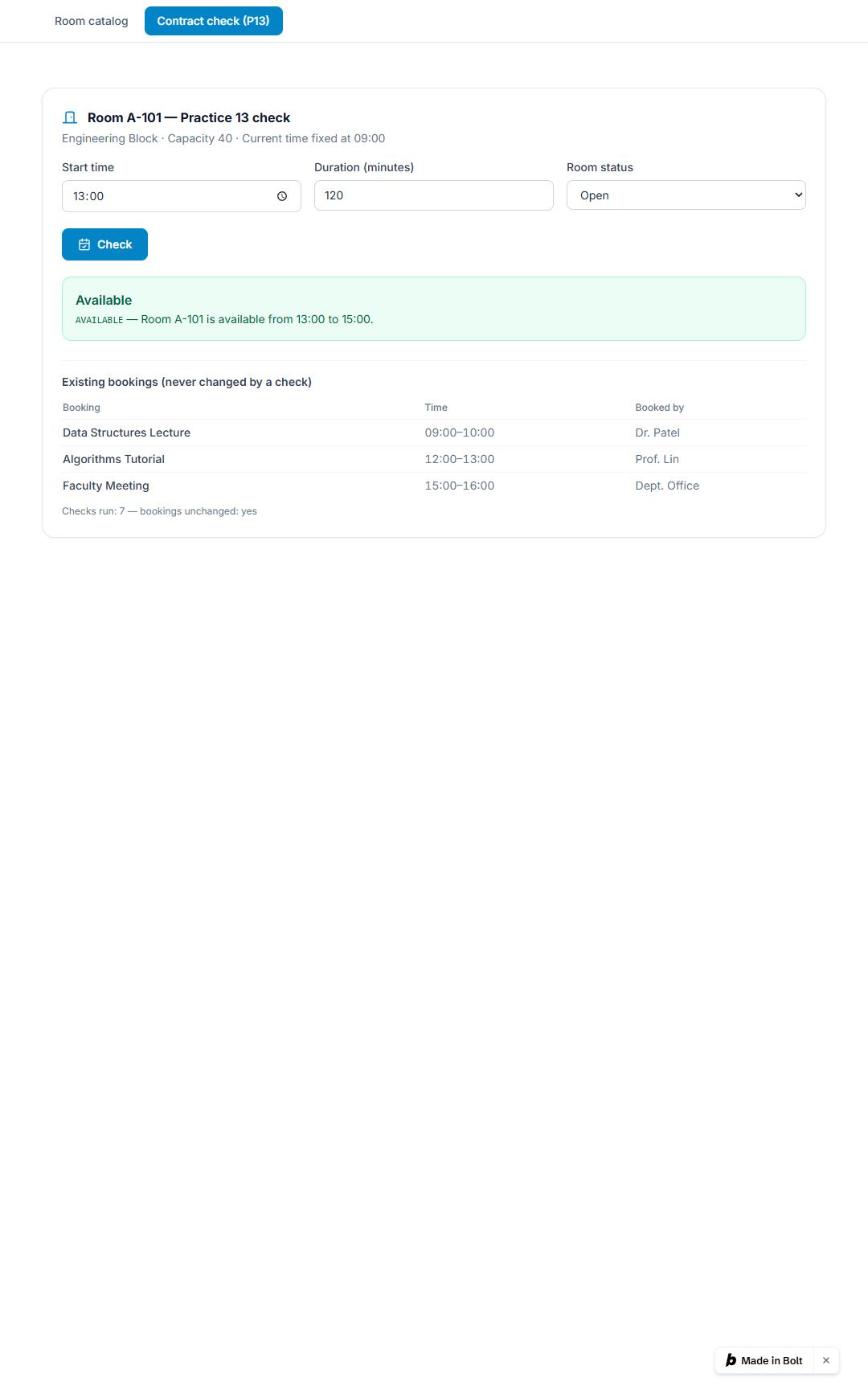 Room catalog Contract check (P13)
Room A-101 — Practice 13 check
Engineering Block · Capacity 40 · Current time fixed at 09:00
Start time Duration (minutes) Room status
13:00 120 Open
Check
Available
AVAILABLE — Room A-101 is available from 13:00 to 15:00.
Existing bookings (never changed by a check)
Booking Time Booked by
Data Structures Lecture 09:00–10:00 Dr. Patel
Algorithms Tutorial 12:00–13:00 Prof. Lin
Faculty Meeting 15:00–16:00 Dept. Office
Checks run: 7 — bookings unchanged: yes
b Made in Bolt ×